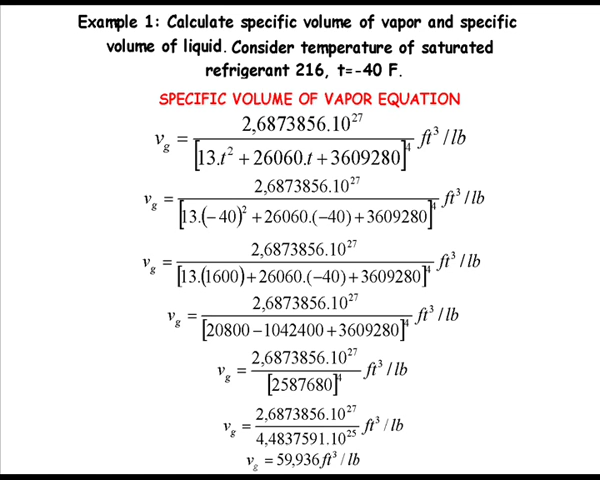 Example 1: Calculate specific volume of vapor and specific
volume of liquid. Consider temperature of saturated
refrigerant 216, t=-40 F.
SPECIFIC VOLUME OF VAPOR EQUATION
v_g = 2,6873856.10^27 / [13.t^2 + 26060.t + 3609280]^4 ft^3 / lb
v_g = 2,6873856.10^27 / [13.(-40)^2 + 26060.(-40) + 3609280]^4 ft^3 / lb
v_g = 2,6873856.10^27 / [13.(1600) + 26060.(-40) + 3609280]^4 ft^3 / lb
v_g = 2,6873856.10^27 / [20800 - 1042400 + 3609280]^4 ft^3 / lb
v_g = 2,6873856.10^27 / [2587680]^4 ft^3 / lb
v_g = 2,6873856.10^27 / 4,4837591.10^25 ft^3 / lb
v_g = 59,936 ft^3 / lb